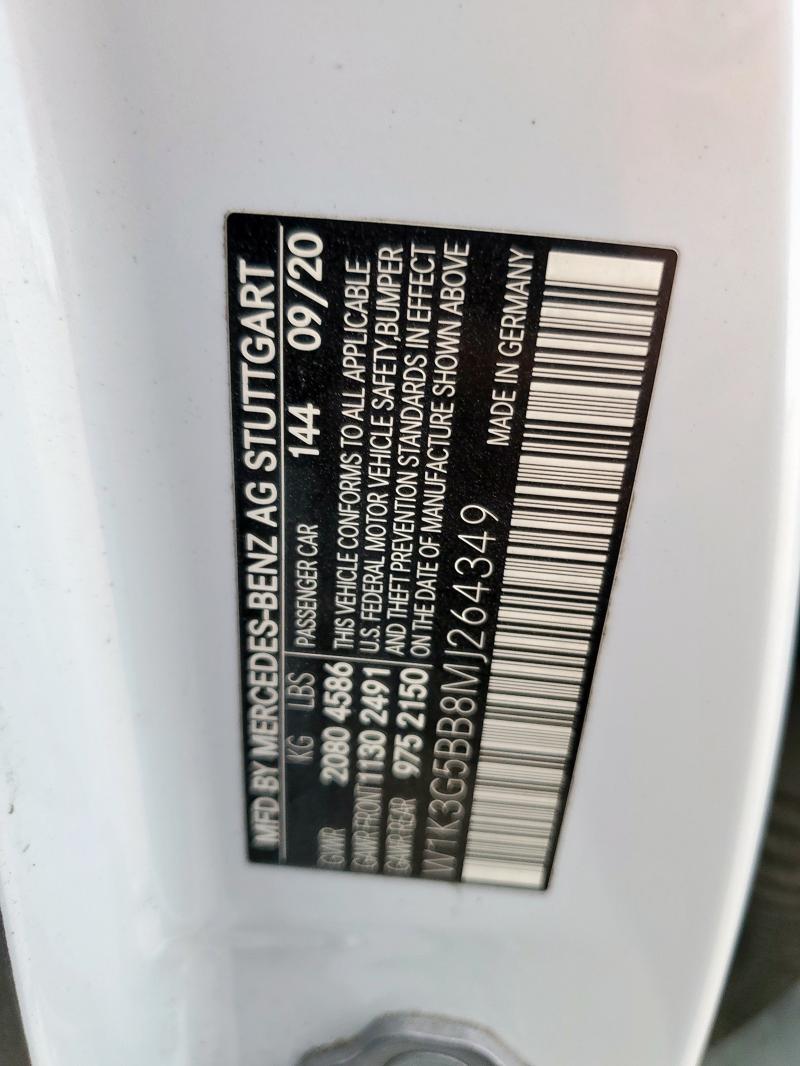 MFD BY MERCEDES-BENZ AG STUTTGART
KG LBS PASSENGER CAR 144 09/20
GVWR 2080 4586 THIS VEHICLE CONFORMS TO ALL APPLICABLE
GAWR FRONT 1130 2491 U.S. FEDERAL MOTOR VEHICLE SAFETY,BUMPER
GAWR REAR 975 2150 AND THEFT PREVENTION STANDARDS IN EFFECT
ON THE DATE OF MANUFACTURE SHOWN ABOVE
W1K3G5BB8MJ264349 MADE IN GERMANY